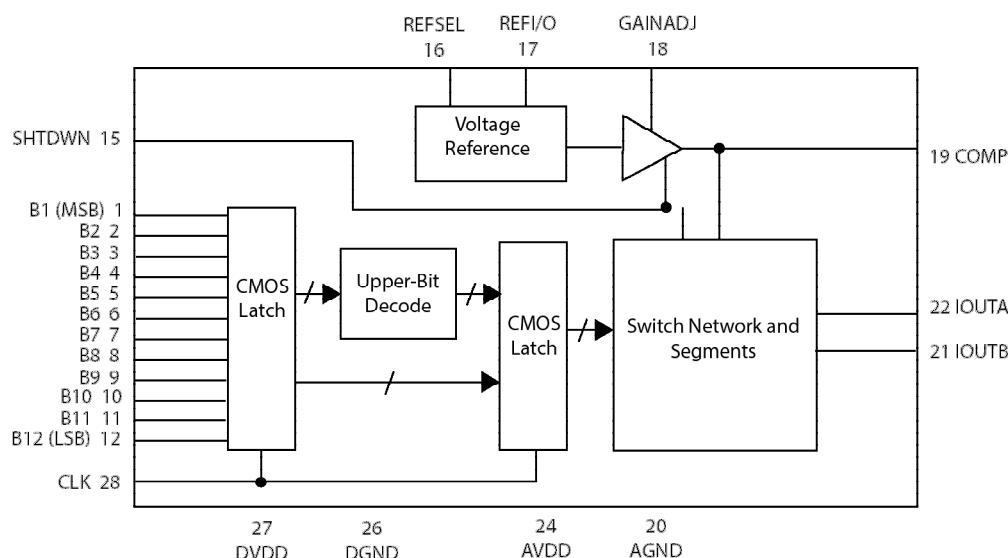 REFSEL
16
REFI/O
17
GAINADJ
18
Voltage
Reference
SHTDWN 15
19 COMP
B1 (MSB) 1
B2 2
B3 3
B4 4
B5 5
B6 6
B7 7
B8 8
B9 9
B10 10
B11 11
B12 (LSB) 12
CLK 28
CMOS
Latch
Upper-Bit
Decode
CMOS
Latch
Switch Network and
Segments
22 IOUTA
21 IOUTB
27
DVDD
26
DGND
24
AVDD
20
AGND